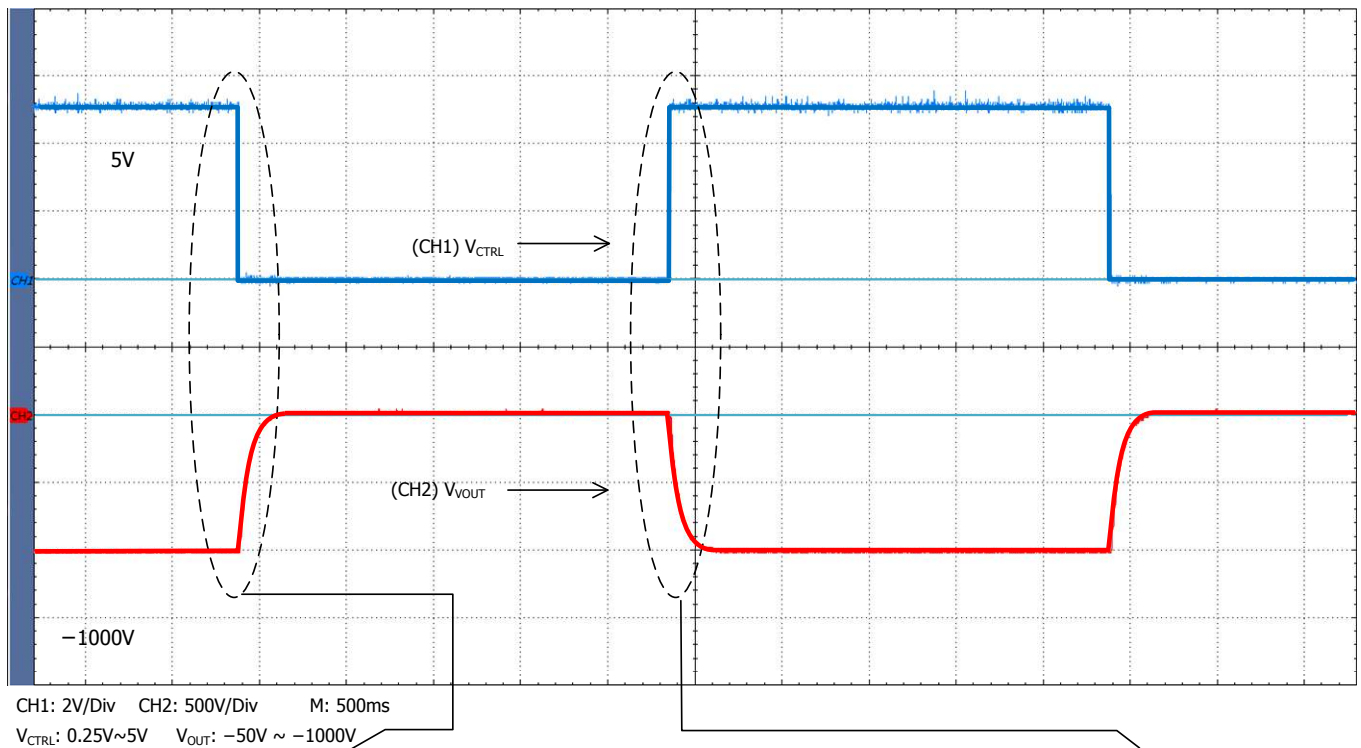 5V
(CH1) VCTRL
CH1
CH2
(CH2) VVOUT
−1000V
CH1: 2V/Div CH2: 500V/Div M: 500ms
VCTRL: 0.25V~5V VOUT: −50V ~ −1000V